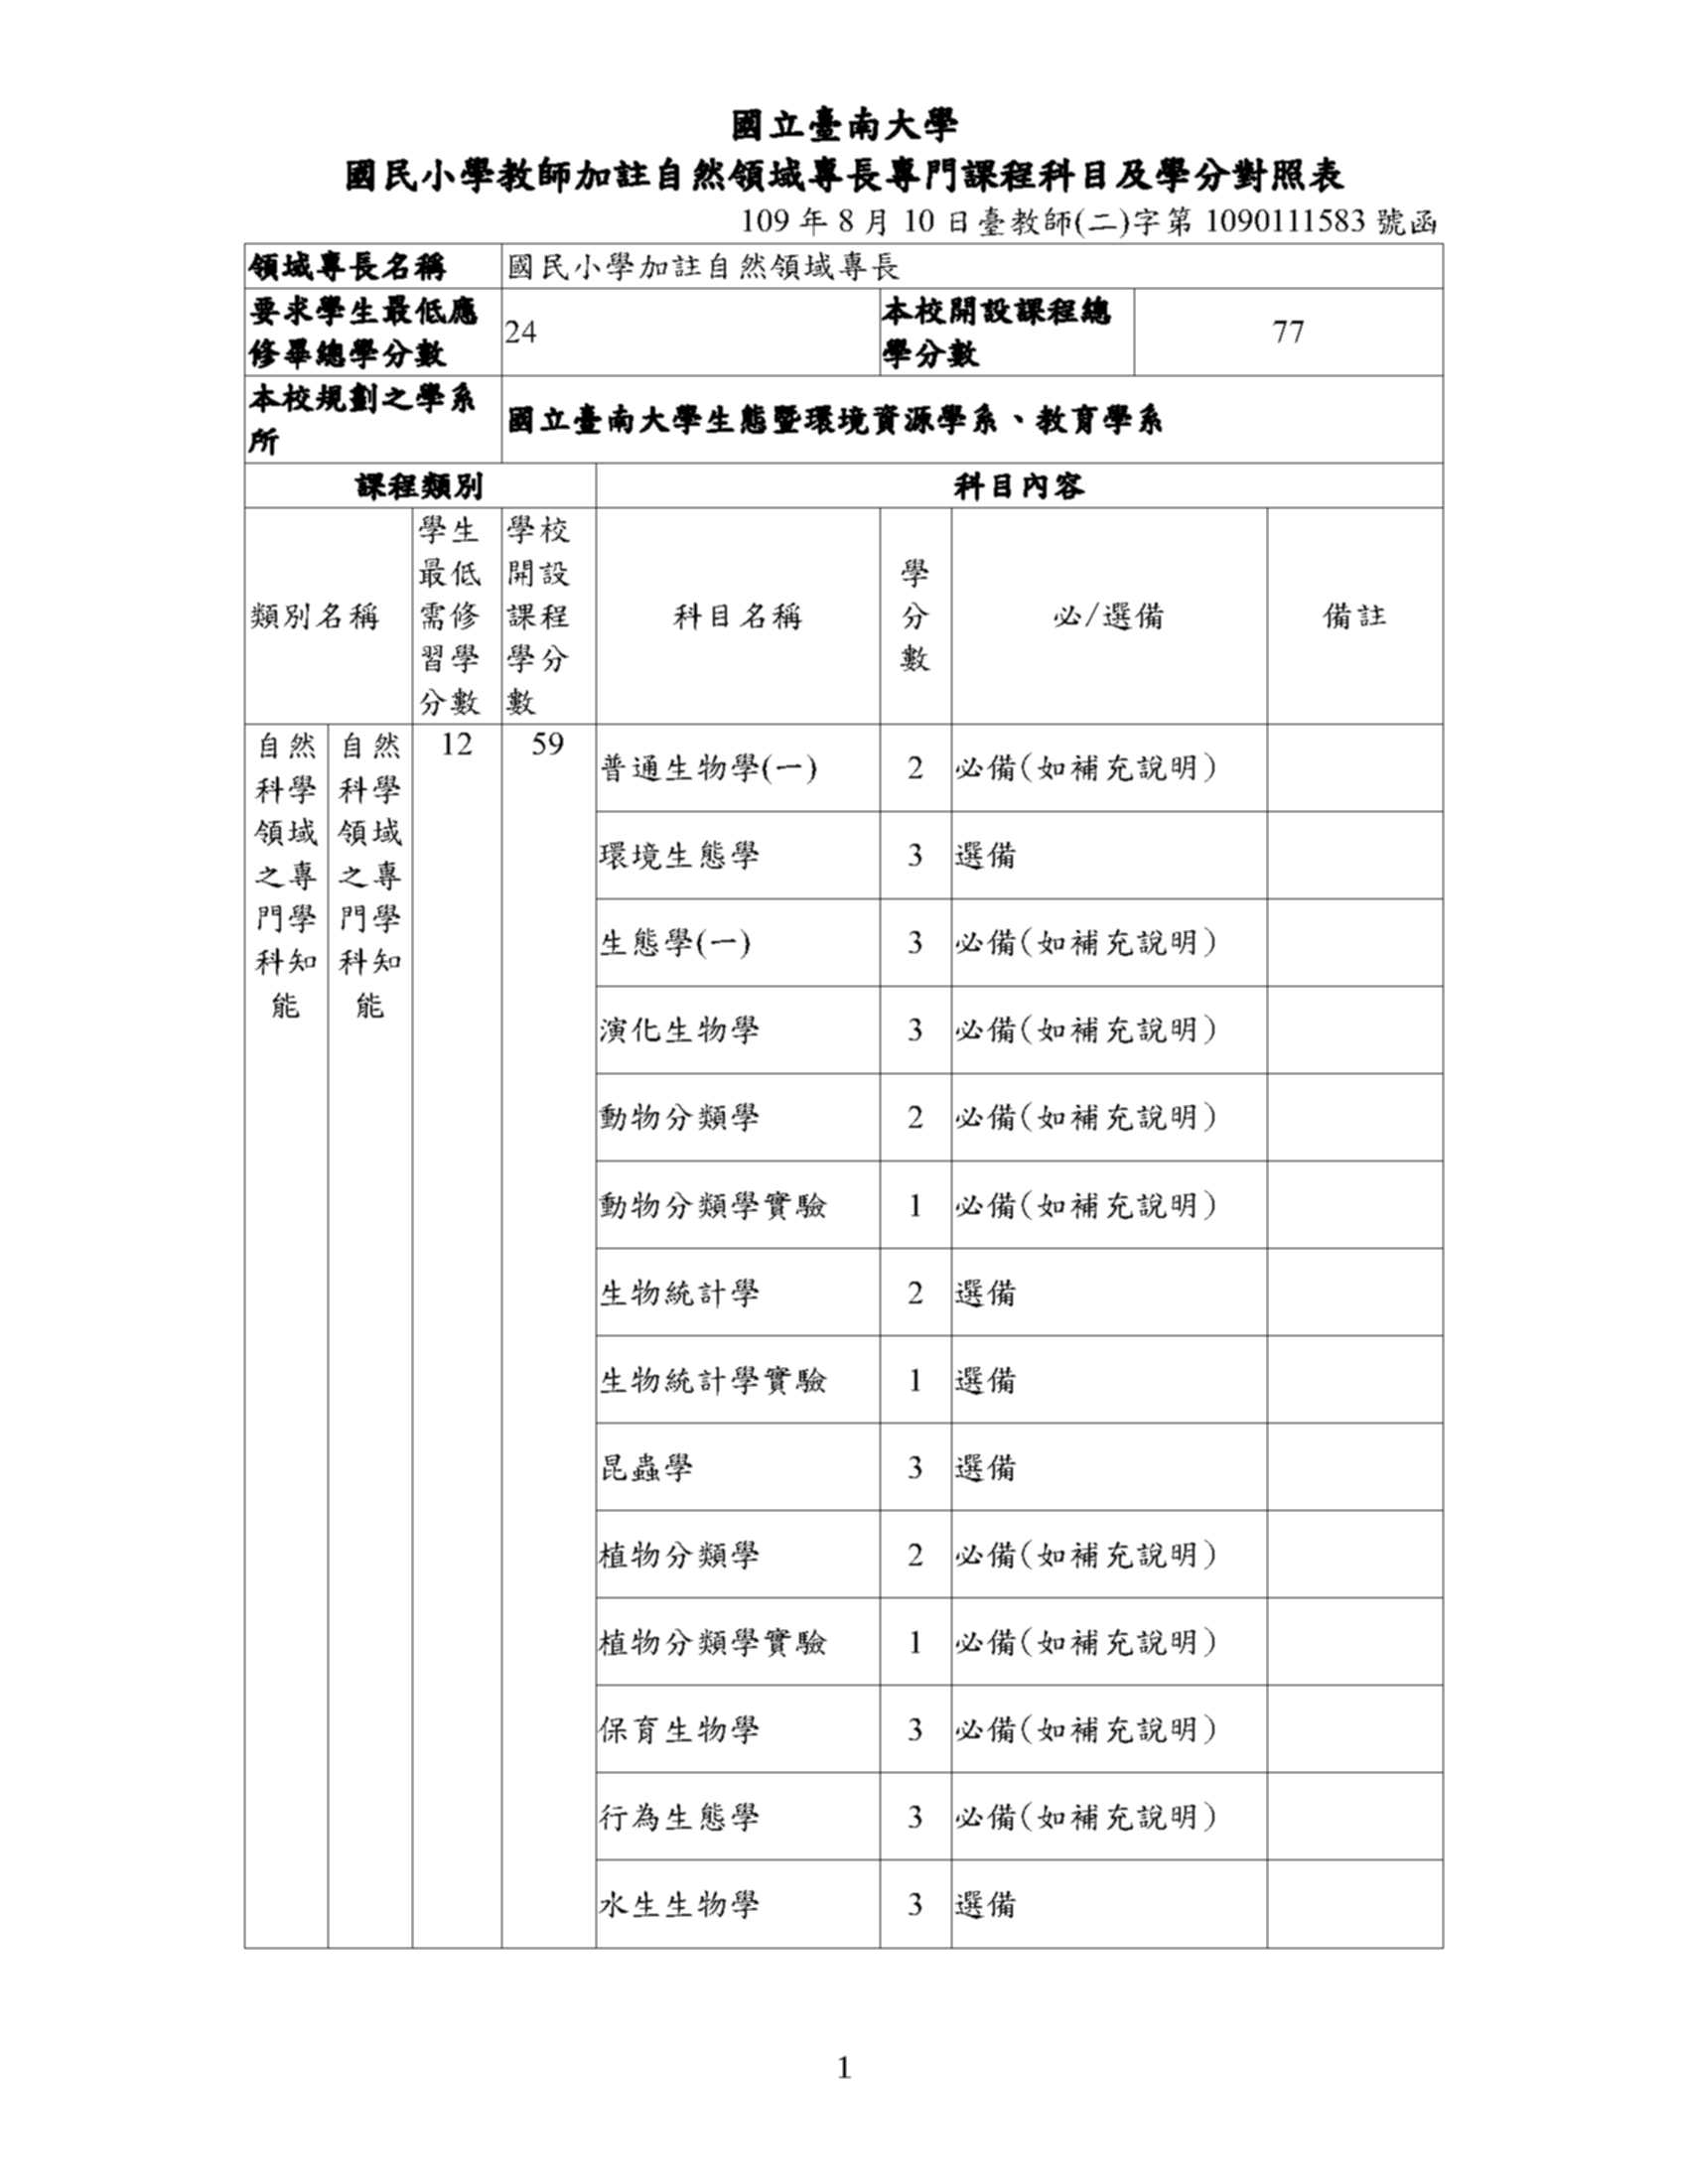 國立臺南大學
國民小學教師加註自然領域專長專門課程科目及學分對照表
109 年 8 月 10 日臺教師(二)字第 1090111583 號函
領域專長名稱 國民小學加註自然領域專長
要求學生最低應修畢總學分數 24 本校開設課程總學分數 77
本校規劃之學系所 國立臺南大學生態暨環境資源學系、教育學系
課程類別 科目內容
類別名稱 學生最低需修習學分數 學校開設課程學分數 科目名稱 學分數 必/選備 備註
自然科學領域之專門學科知能 自然科學領域之專門學科知能 12 59 普通生物學(一) 2 必備(如補充說明)
環境生態學 3 選備
生態學(一) 3 必備(如補充說明)
演化生物學 3 必備(如補充說明)
動物分類學 2 必備(如補充說明)
動物分類學實驗 1 必備(如補充說明)
生物統計學 2 選備
生物統計學實驗 1 選備
昆蟲學 3 選備
植物分類學 2 必備(如補充說明)
植物分類學實驗 1 必備(如補充說明)
保育生物學 3 必備(如補充說明)
行為生態學 3 必備(如補充說明)
水生生物學 3 選備
1